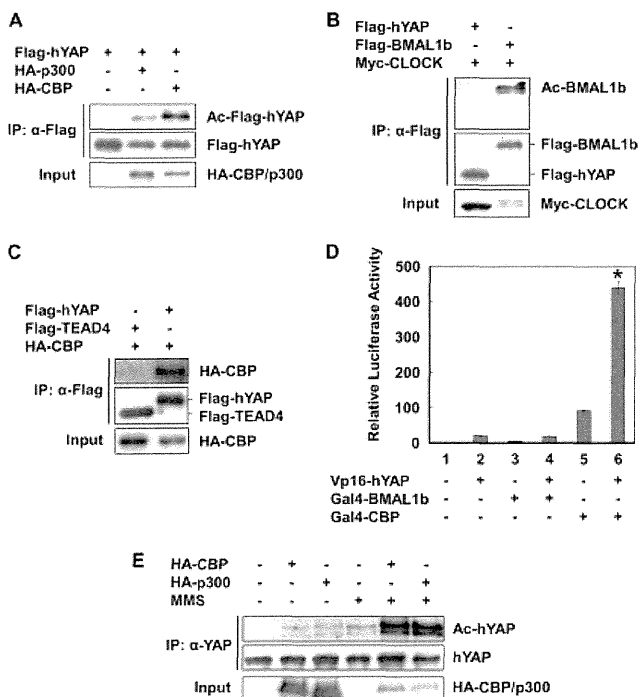 A
Flag-hYAP + + +
HA-p300 - + -
HA-CBP - - +
IP: α-Flag
Ac-Flag-hYAP
Flag-hYAP
Input
HA-CBP/p300
B
Flag-hYAP + -
Flag-BMAL1b - +
Myc-CLOCK + +
IP: α-Flag
Ac-BMAL1b
Flag-BMAL1b
Flag-hYAP
Input
Myc-CLOCK
C
Flag-hYAP - +
Flag-TEAD4 + -
HA-CBP + +
IP: α-Flag
HA-CBP
Flag-hYAP
Flag-TEAD4
Input
HA-CBP
D
Relative Luciferase Activity
500
400
300
200
100
0
*
1 2 3 4 5 6
Vp16-hYAP - + - + - +
Gal4-BMAL1b - - + + - -
Gal4-CBP - - - - + +
E
HA-CBP - + - - + -
HA-p300 - - + - - +
MMS - - - + + +
IP: α-YAP
Ac-hYAP
hYAP
Input
HA-CBP/p300